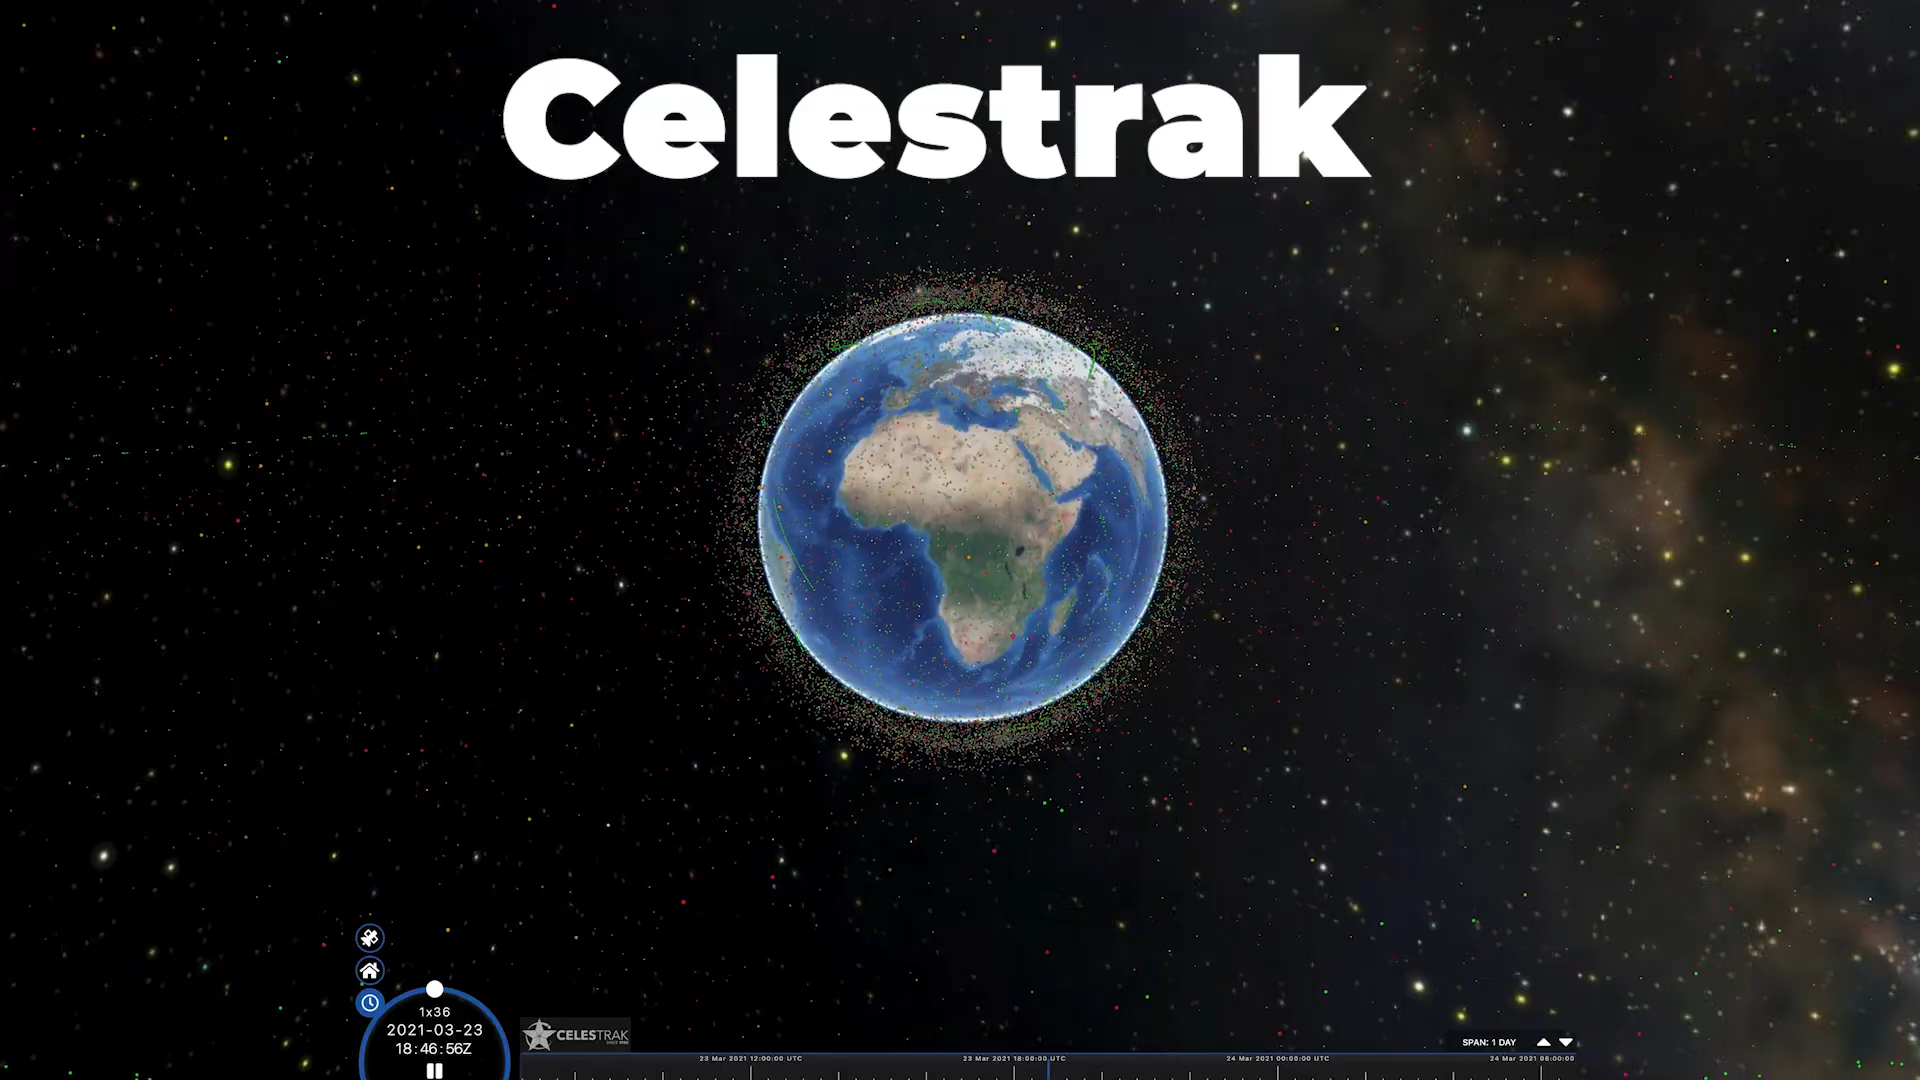 Celestrak
1x36
2021-03-23
18:46:56Z
CELESTRAK
SPAN: 1 DAY
23 Mar 2021 12:00:00 UTC
23 Mar 2021 18:00:00 UTC
24 Mar 2021 00:00:00 UTC
24 Mar 2021 06:00:00